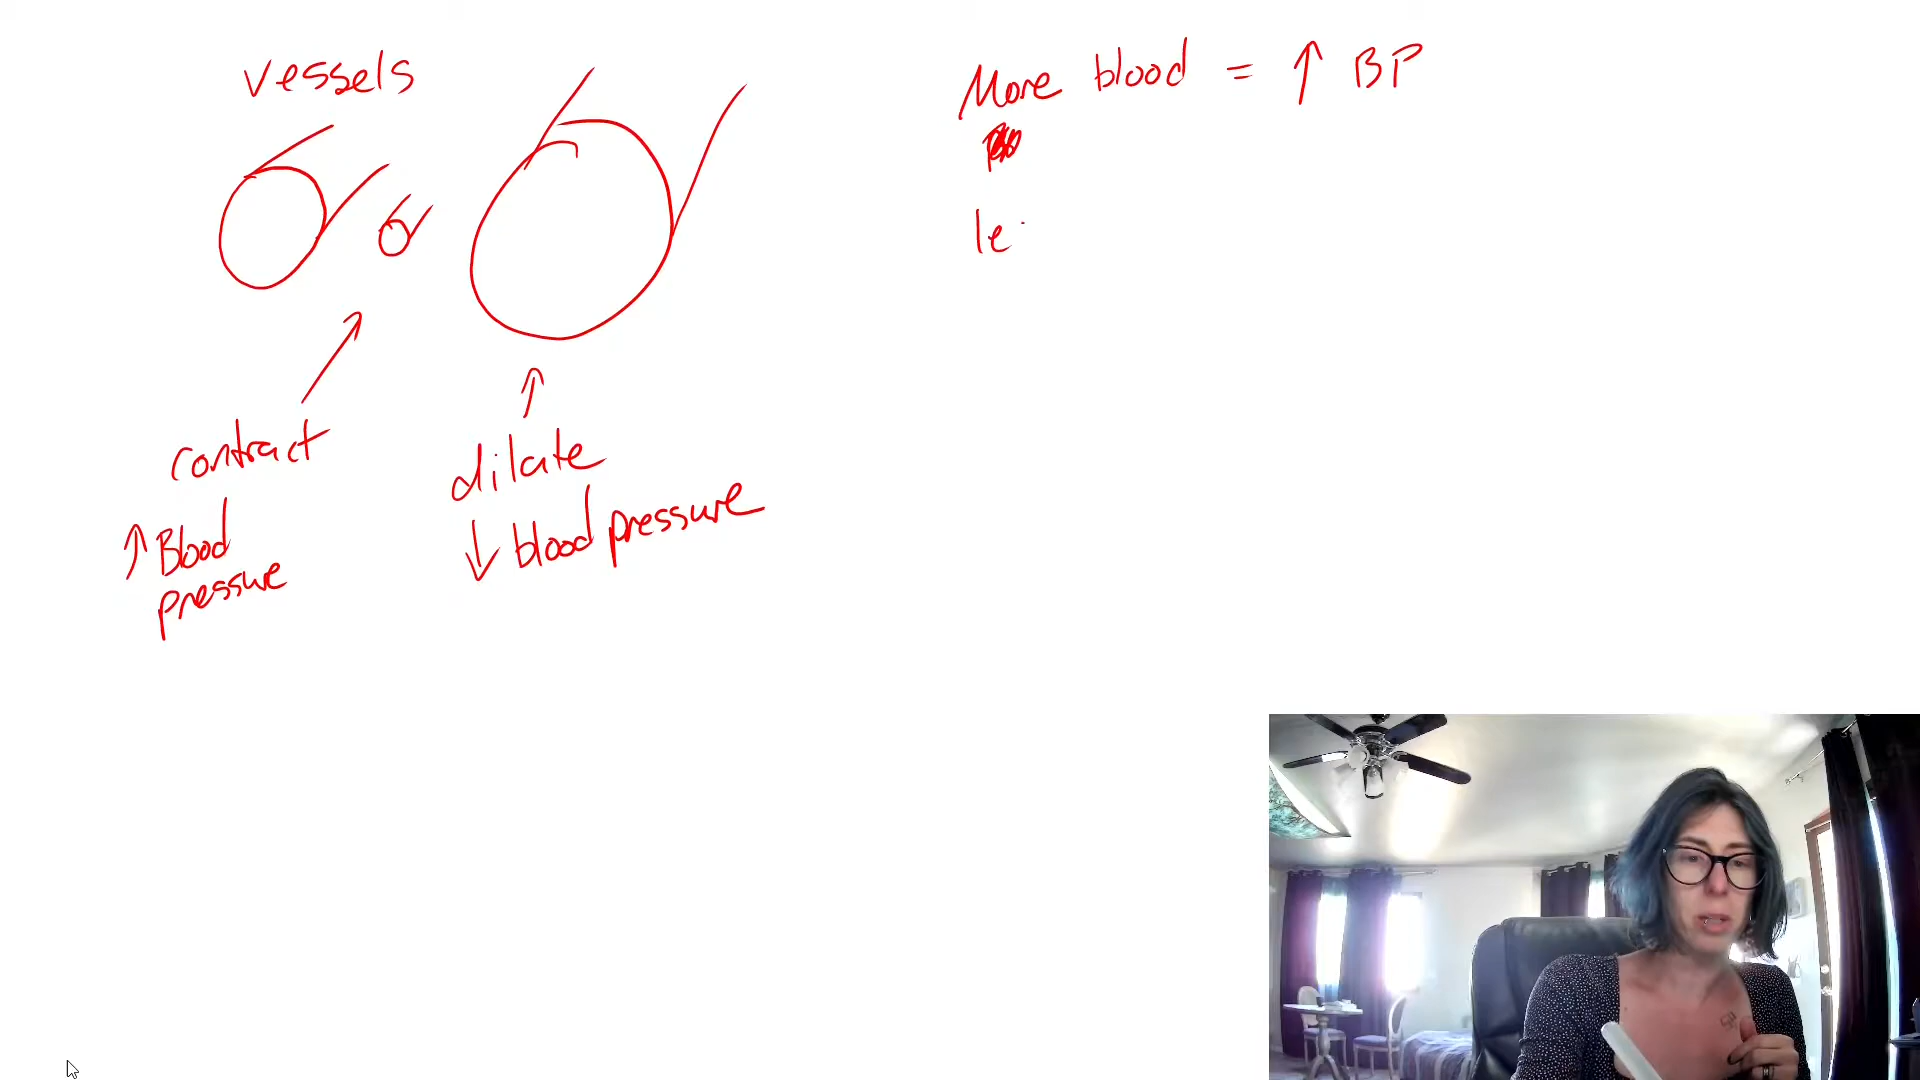 vessels
contract
↑ Blood
pressure
dilate
↓ blood pressure
More blood = ↑ BP
le